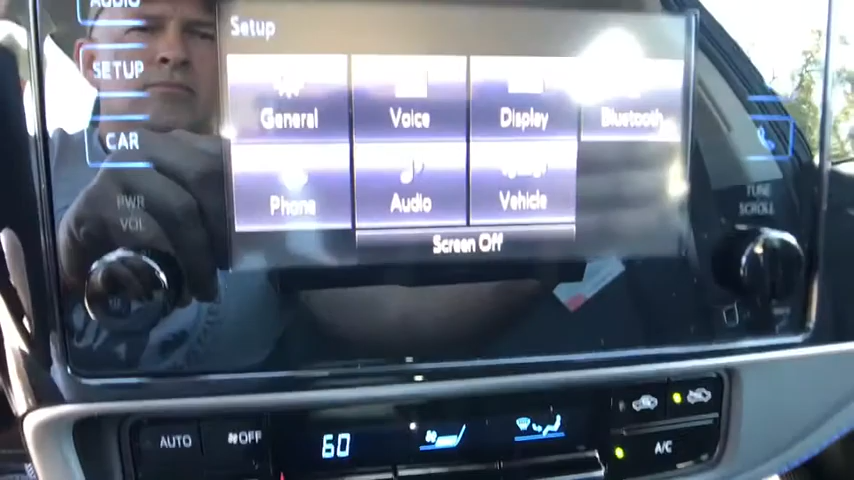 AUDIO
Setup
SETUP
General Voice Display Bluetooth
CAR
Phone Audio Vehicle
PWR
VOL
Screen Off
TUNE
SCROLL
AUTO
OFF
60
A/C